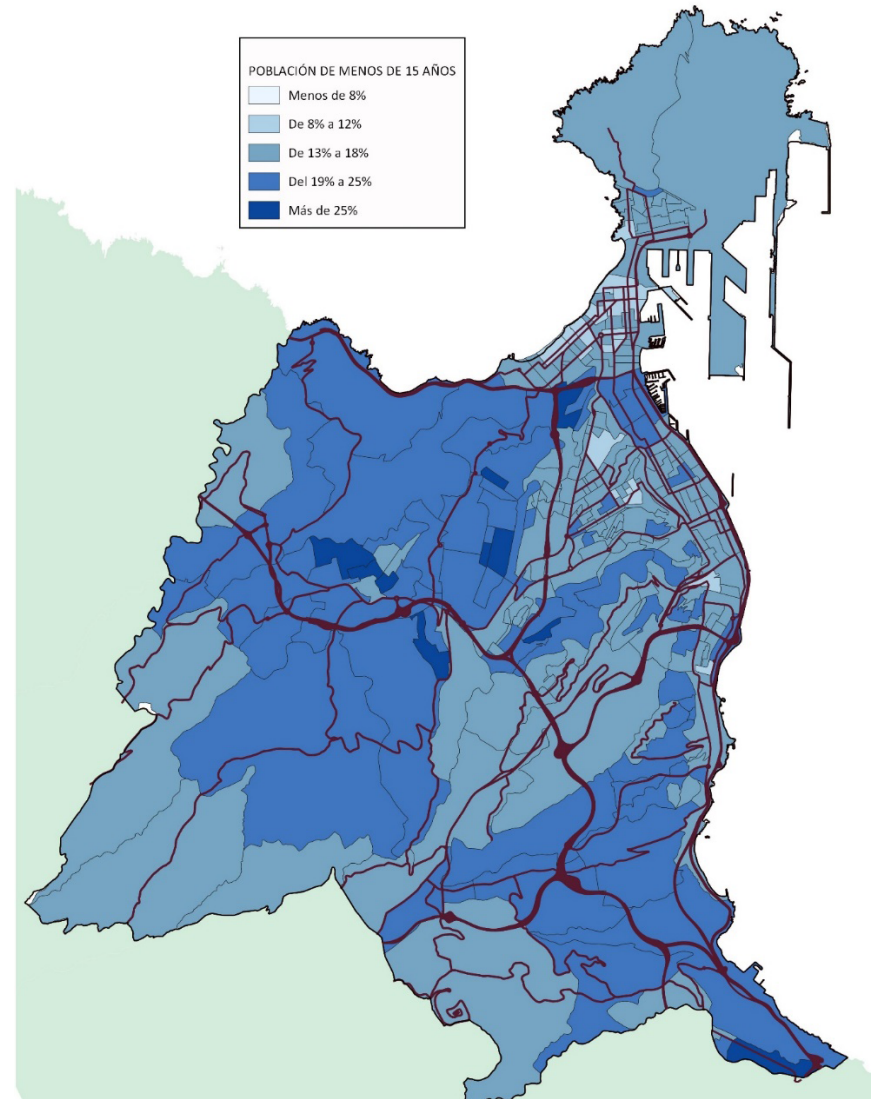 POBLACIÓN DE MENOS DE 15 AÑOS
Menos de 8%
De 8% a 12%
De 13% a 18%
Del 19% a 25%
Más de 25%